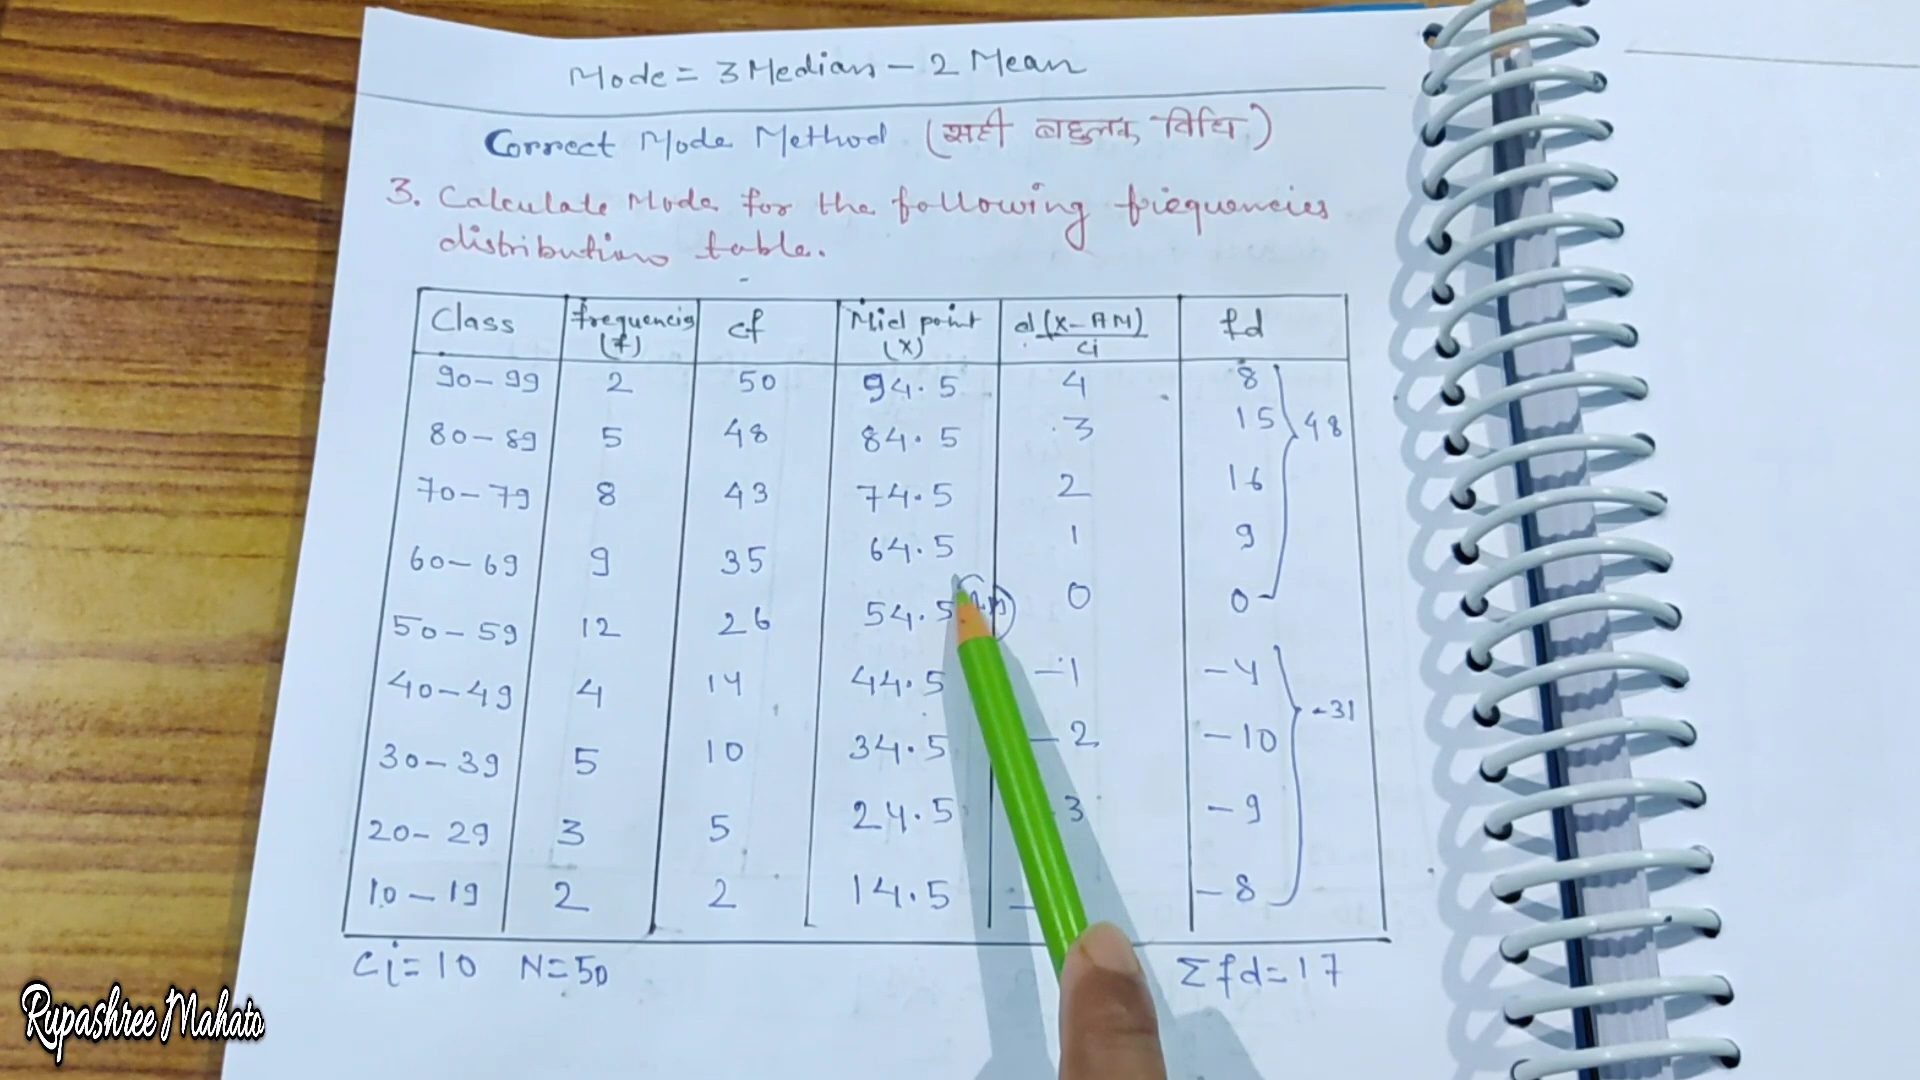 Mode = 3 Median - 2 Mean
Correct Mode Method (सही बहुलक विधि)
3. Calculate Mode for the following frequencies
distribution table.
Class frequencies (f) cf Mid point (x) d (x-AM)/ci fd
90-99 2 50 94.5 4 8
80-89 5 48 84.5 3 15 48
70-79 8 43 74.5 2 16
60-69 9 35 64.5 1 9
50-59 12 26 54.5 0 0
40-49 4 14 44.5 -1 -4
30-39 5 10 34.5 -2 -10 -31
20-29 3 5 24.5 3 -9
10-19 2 2 14.5 - -8
Ci=10 N=50 Σfd=17
Rupashree Mahato